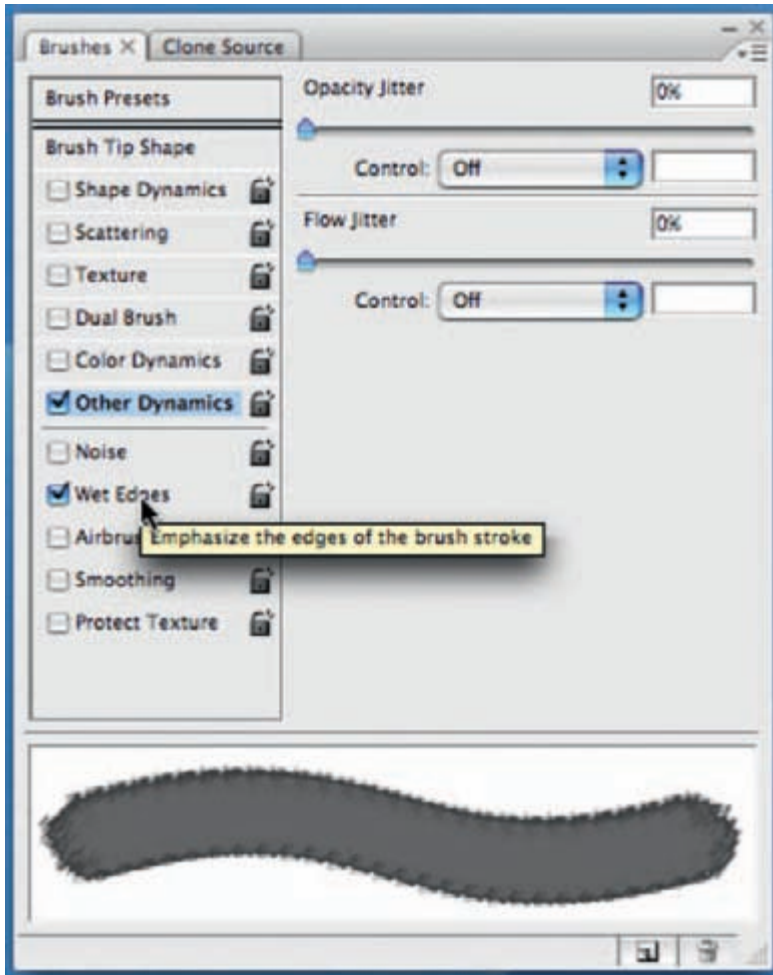 Brushes × Clone Source
Brush Presets
Brush Tip Shape
Shape Dynamics
Scattering
Texture
Dual Brush
Color Dynamics
Other Dynamics
Noise
Wet Edges
Airbrus
Smoothing
Protect Texture
Opacity Jitter 0%
Control: Off
Flow Jitter 0%
Control: Off
Emphasize the edges of the brush stroke